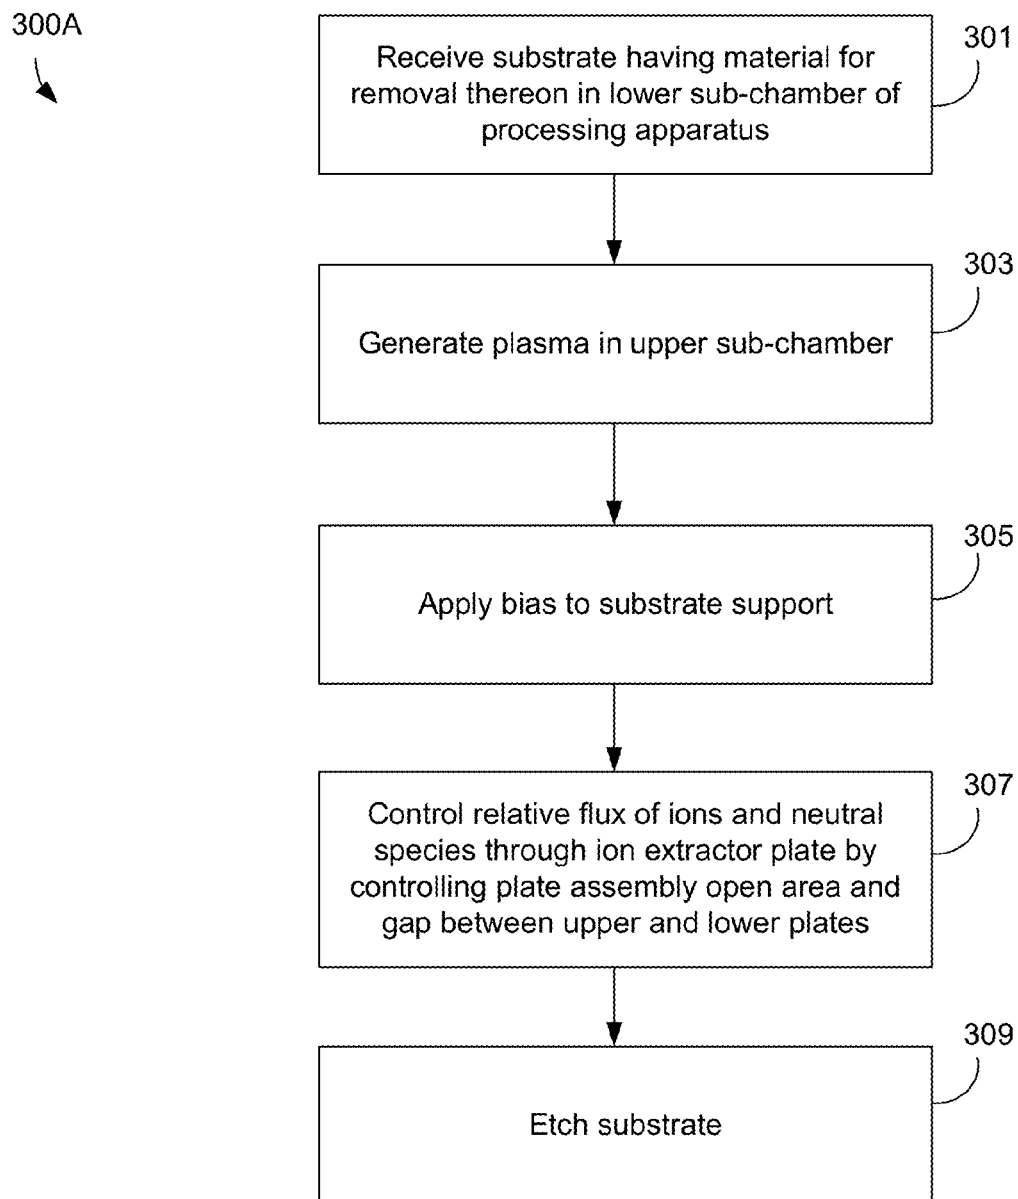 300A
301
Receive substrate having material for
removal thereon in lower sub-chamber of
processing apparatus
303
Generate plasma in upper sub-chamber
305
Apply bias to substrate support
307
Control relative flux of ions and neutral
species through ion extractor plate by
controlling plate assembly open area and
gap between upper and lower plates
309
Etch substrate